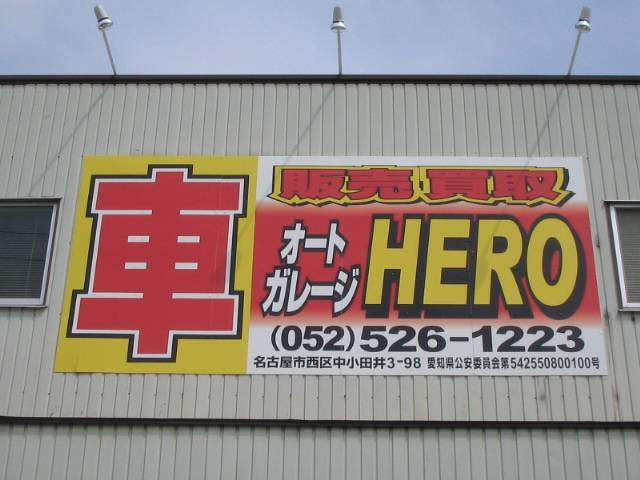 車
販売買取
オート
ガレージ
HERO
(052)526-1223
名古屋市西区中小田井3-98 愛知県公安委員会第542550800100号